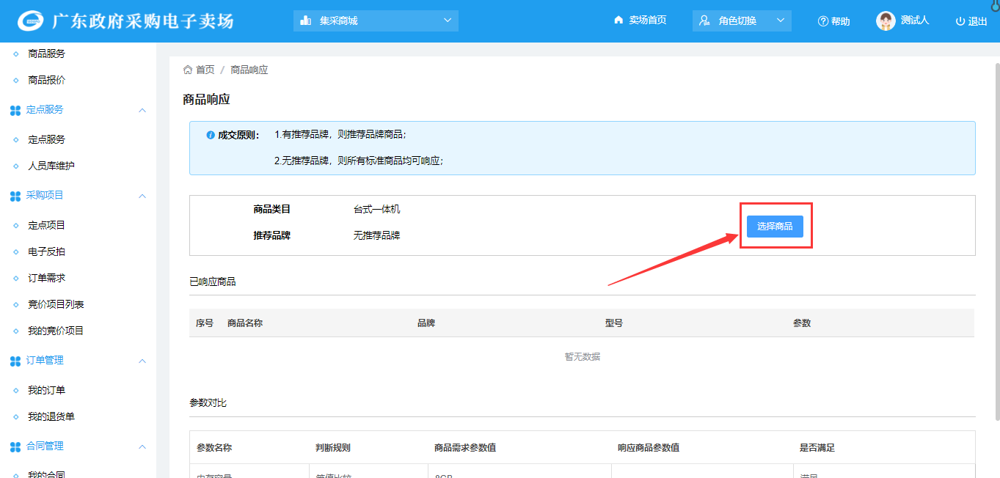 广东政府采购电子卖场
集采商城
卖场首页
角色切换
帮助
测试人
退出
商品服务
商品报价
定点服务
定点服务
人员库维护
采购项目
定点项目
电子反拍
订单需求
竞价项目列表
我的竞价项目
订单管理
我的订单
我的退货单
合同管理
我的合同
首页 / 商品响应
商品响应
成交原则： 1.有推荐品牌，则推荐品牌商品；
2.无推荐品牌，则所有标准商品均可响应；
商品类目 台式一体机
推荐品牌 无推荐品牌
选择商品
已响应商品
序号 商品名称 品牌 型号 参数
暂无数据
参数对比
参数名称 判断规则 商品需求参数值 响应商品参数值 是否满足
内存容量 等值比较 8GB 满足